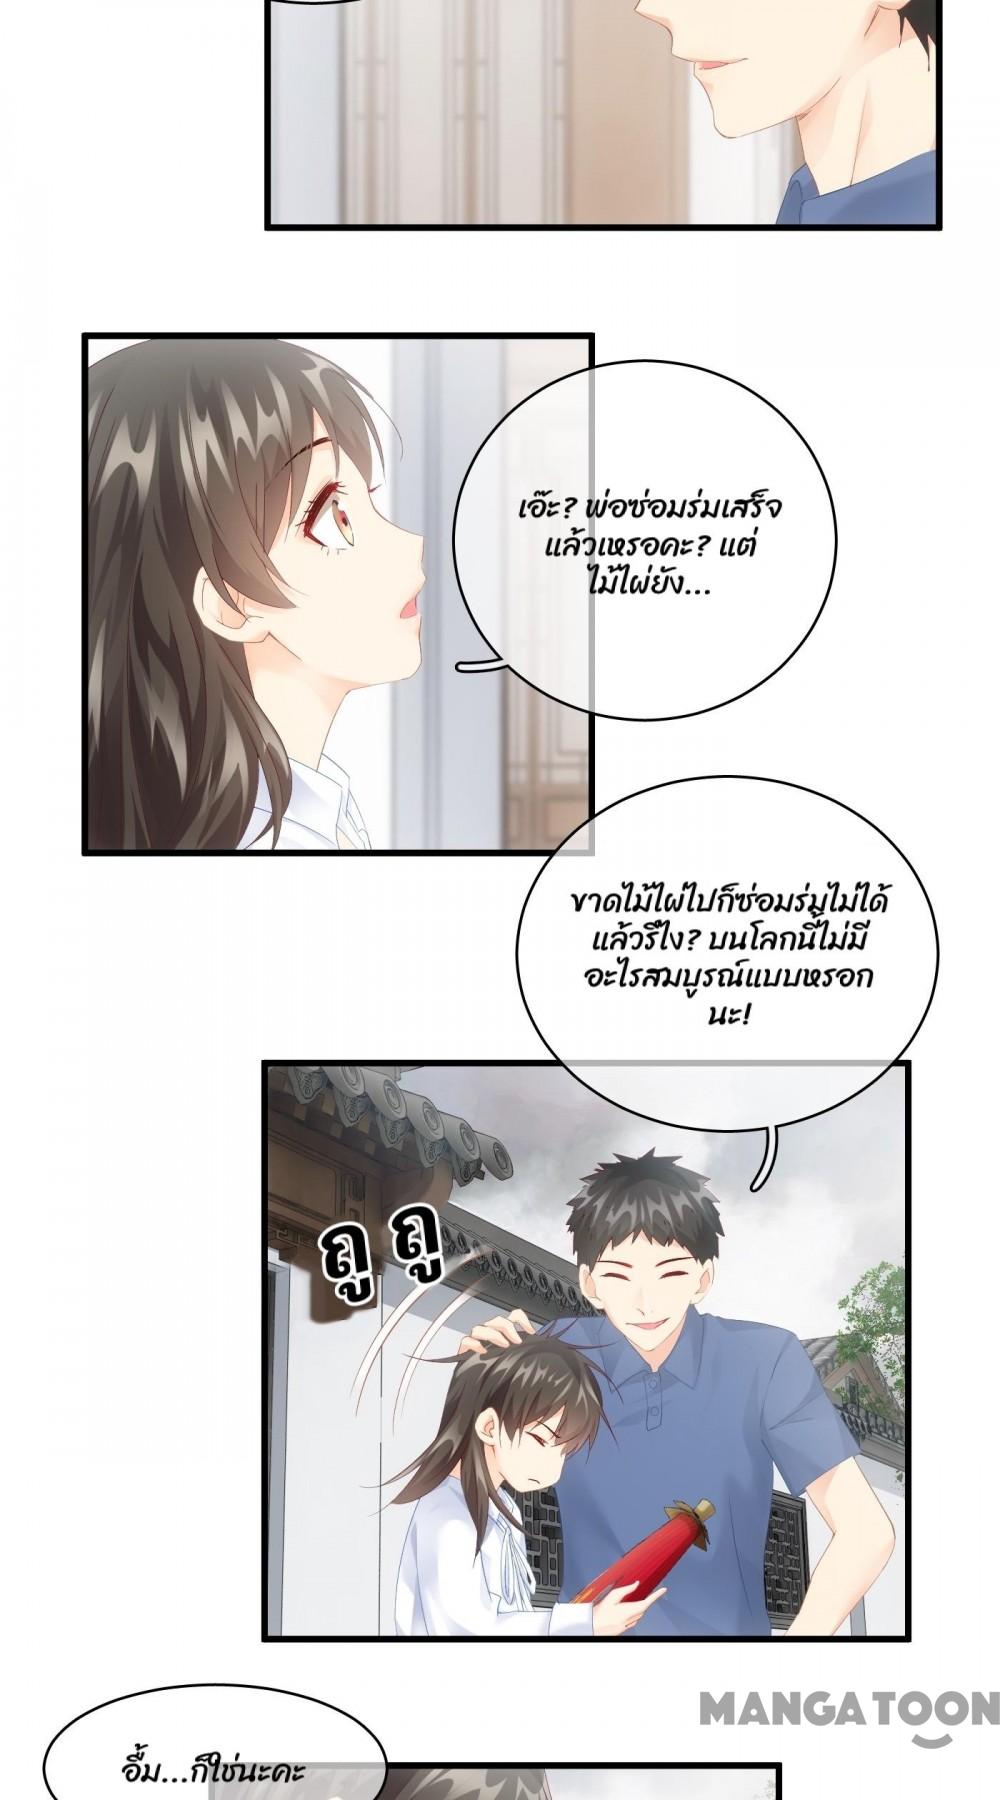 เอ๊ะ? พ่อซ่อมร่มเสร็จ
แล้วเหรอคะ? แต่
ไม้ไผ่ยัง...
ขาดไม้ไผ่ไปก็ซ่อมร่มไม่ได้
แล้วรึไง? บนโลกนี้ไม่มี
อะไรสมบูรณ์แบบหรอก
นะ!
ถู ถู
MANGATOON
อื้ม...ก็ใช่นะคะ